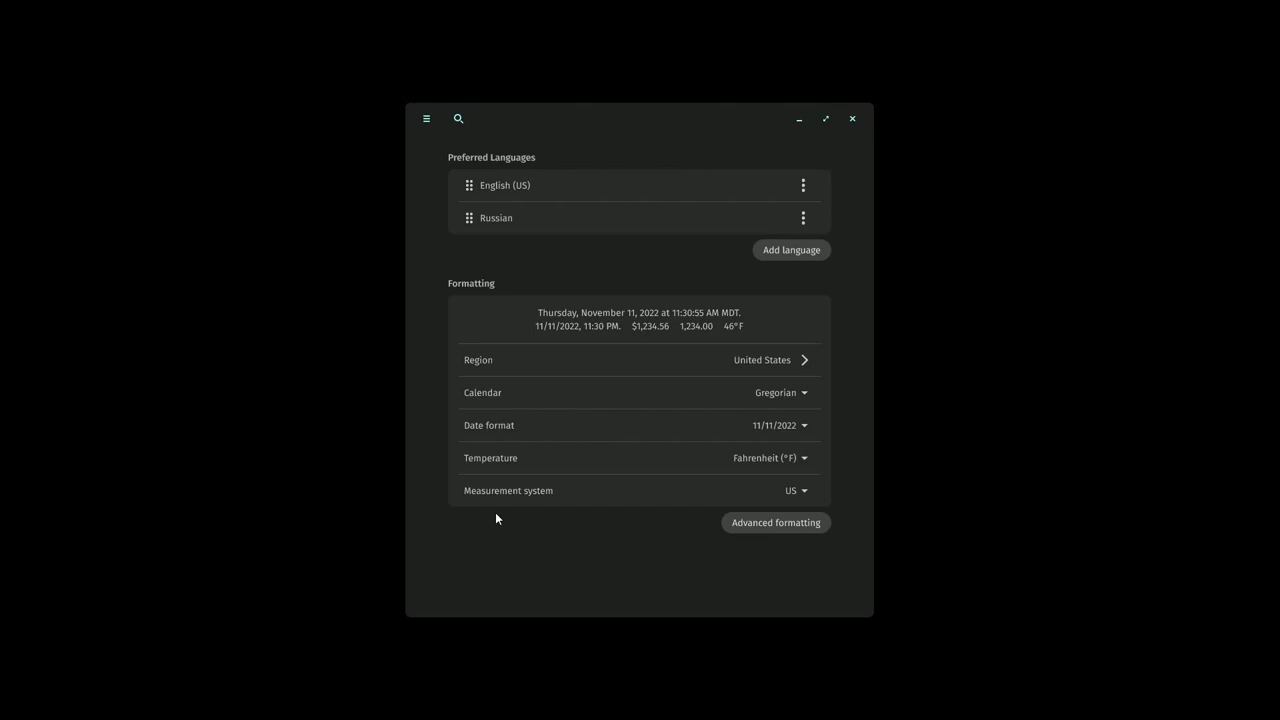 Preferred Languages
English (US)
Russian
Add language
Formatting
Thursday, November 11, 2022 at 11:30:55 AM MDT.
11/11/2022, 11:30 PM. $1,234.56 1,234.00 46°F
Region United States
Calendar Gregorian
Date format 11/11/2022
Temperature Fahrenheit (°F)
Measurement system US
Advanced formatting